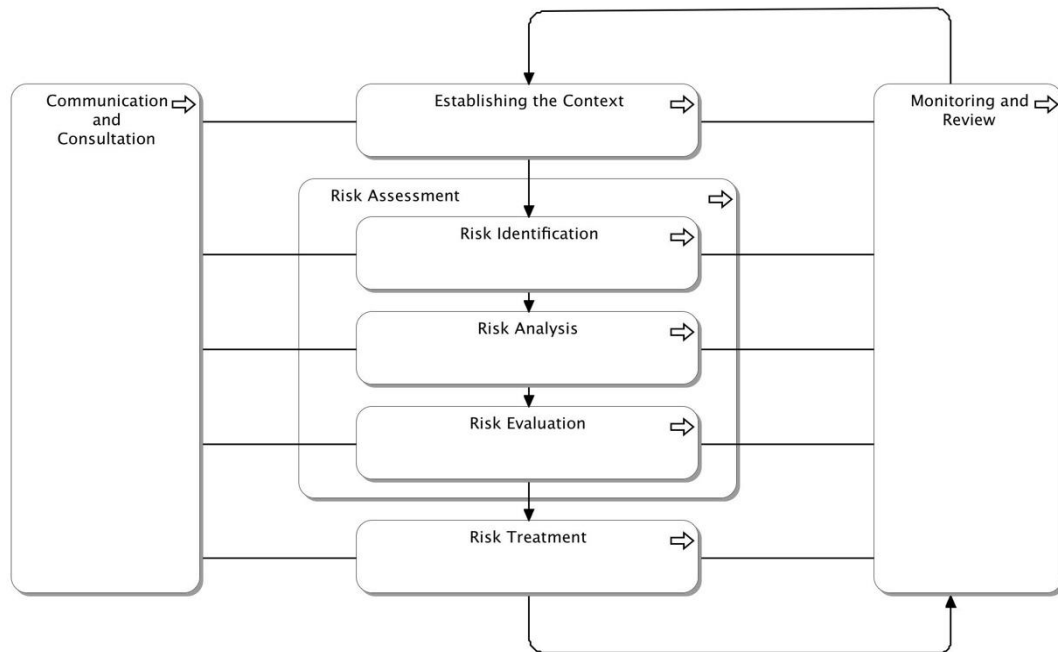 Communication
and
Consultation
Establishing the Context
Monitoring and
Review
Risk Assessment
Risk Identification
Risk Analysis
Risk Evaluation
Risk Treatment